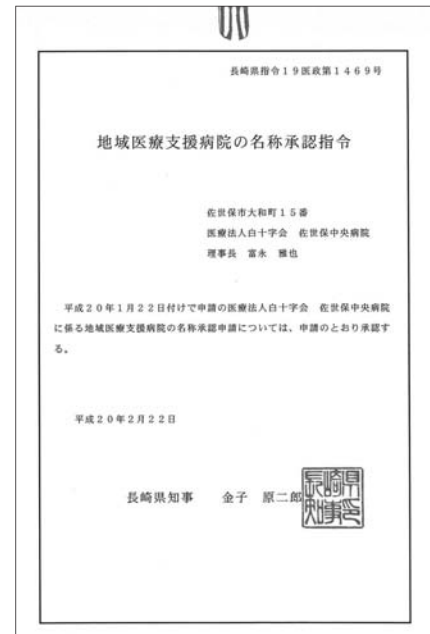 長崎県指令19医政第1469号
地域医療支援病院の名称承認指令
佐世保市大和町15番
医療法人白十字会　佐世保中央病院
理事長　富永　雅也
平成20年1月22日付けで申請の医療法人白十字会　佐世保中央病院
に係る地域医療支援病院の名称承認申請については、申請のとおり承認す
る。
平成20年2月22日
長崎県知事　金子　原二郎
長崎県
知事印